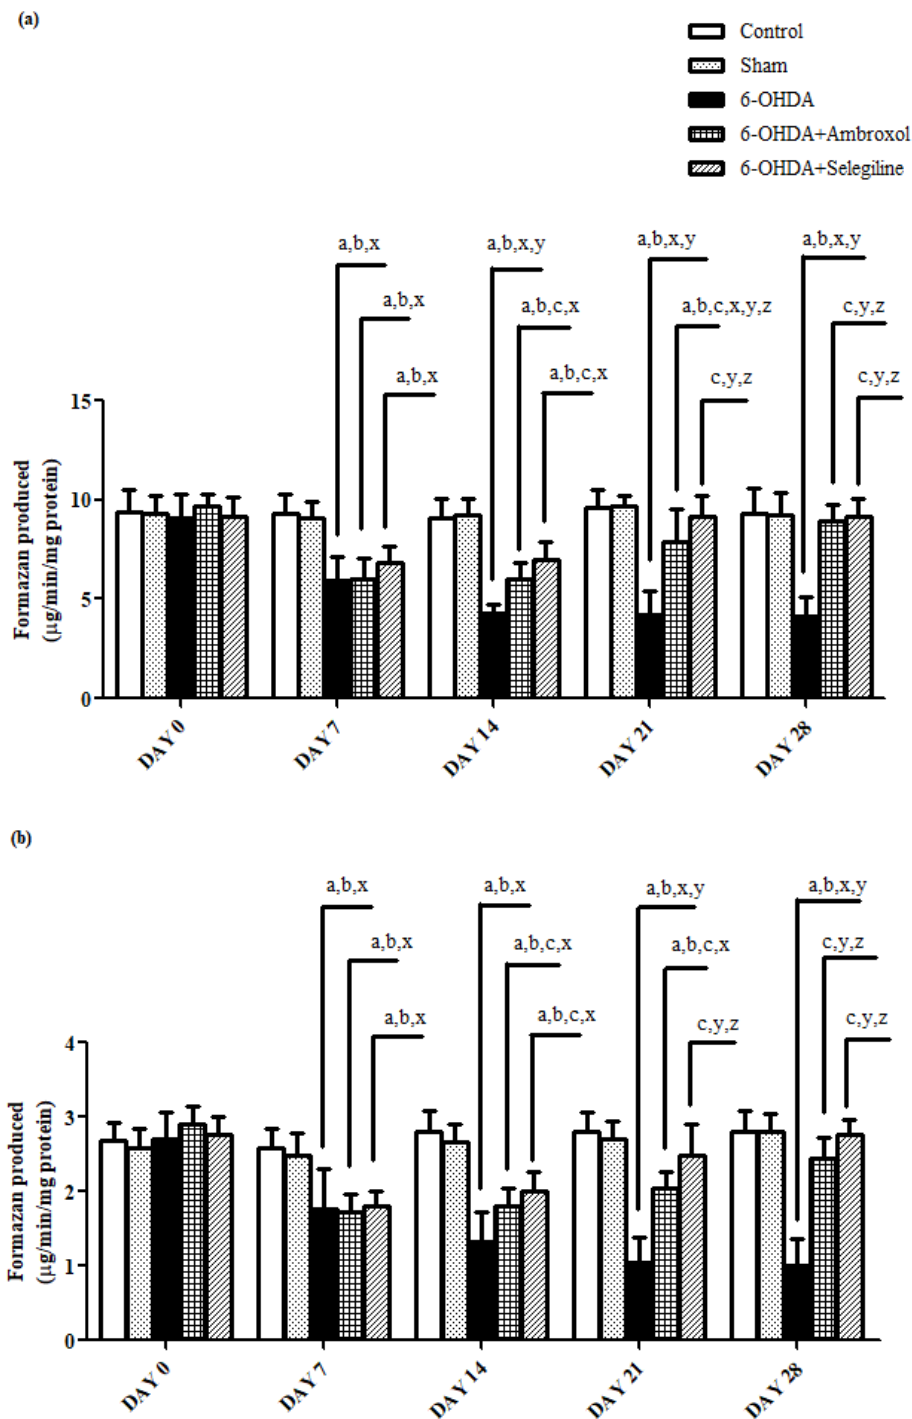 (a)
Control
Sham
6-OHDA
6-OHDA+Ambroxol
6-OHDA+Selegiline
a,b,x
a,b,x
a,b,x
a,b,x,y
a,b,c,x
a,b,c,x
a,b,x,y
a,b,c,x,y,z
c,y,z
a,b,x,y
c,y,z
c,y,z
Formazan produced
(µg/min/mg protein)
15
10
5
0
DAY 0
DAY 7
DAY 14
DAY 21
DAY 28
(b)
a,b,x
a,b,x
a,b,x
a,b,x
a,b,c,x
a,b,c,x
a,b,x,y
a,b,c,x
c,y,z
a,b,x,y
c,y,z
c,y,z
Formazan produced
(µg/min/mg protein)
4
3
2
1
0
DAY 0
DAY 7
DAY 14
DAY 21
DAY 28